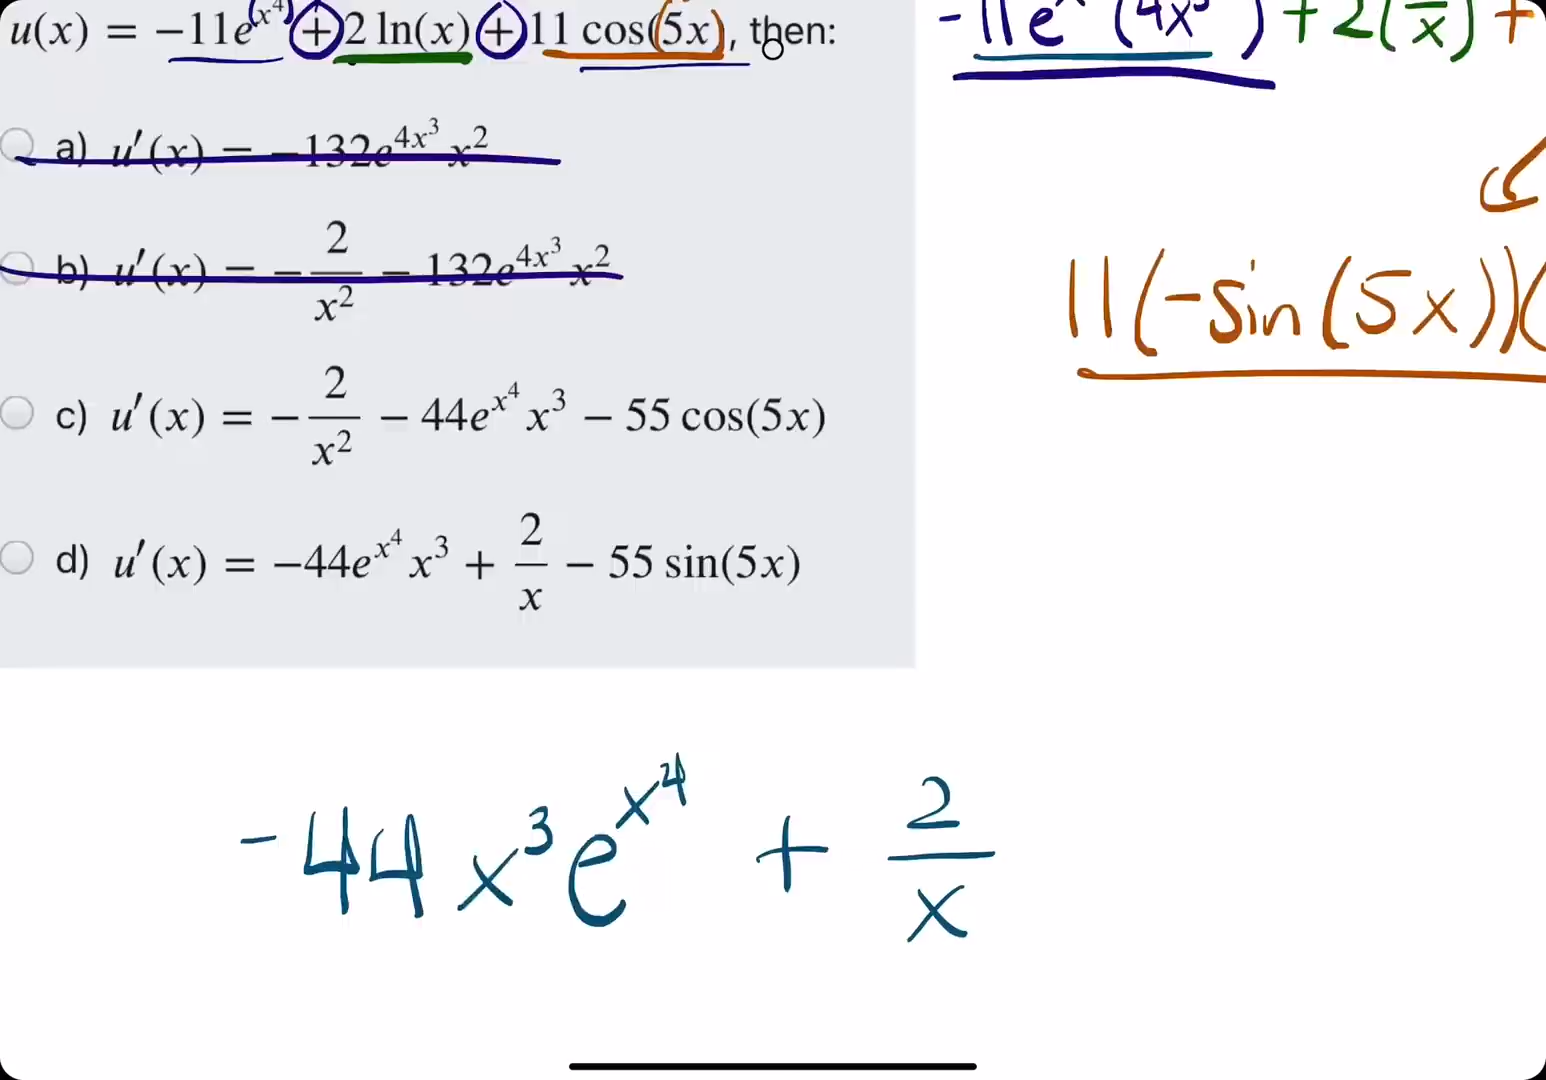 u(x) = −11e^(x^4) + 2 ln(x) + 11 cos(5x), then:
-11e^x (4x³) + 2(1/x) +
a) u′(x) = −132e^(4x³) x²
b) u′(x) = −2/x² − 132e^(4x³) x²
11(-sin(5x))(
c) u′(x) = −2/x² − 44e^(x⁴) x³ − 55 cos(5x)
d) u′(x) = −44e^(x⁴) x³ + 2/x − 55 sin(5x)
-44x³e^(x⁴) + 2/x